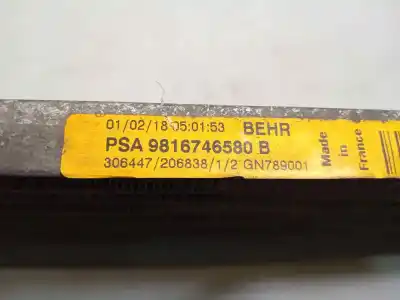 01/02/18 05:01:53 BEHR
PSA 9816746580 B
306447/206838/1/2 GN789001
Made
in
France